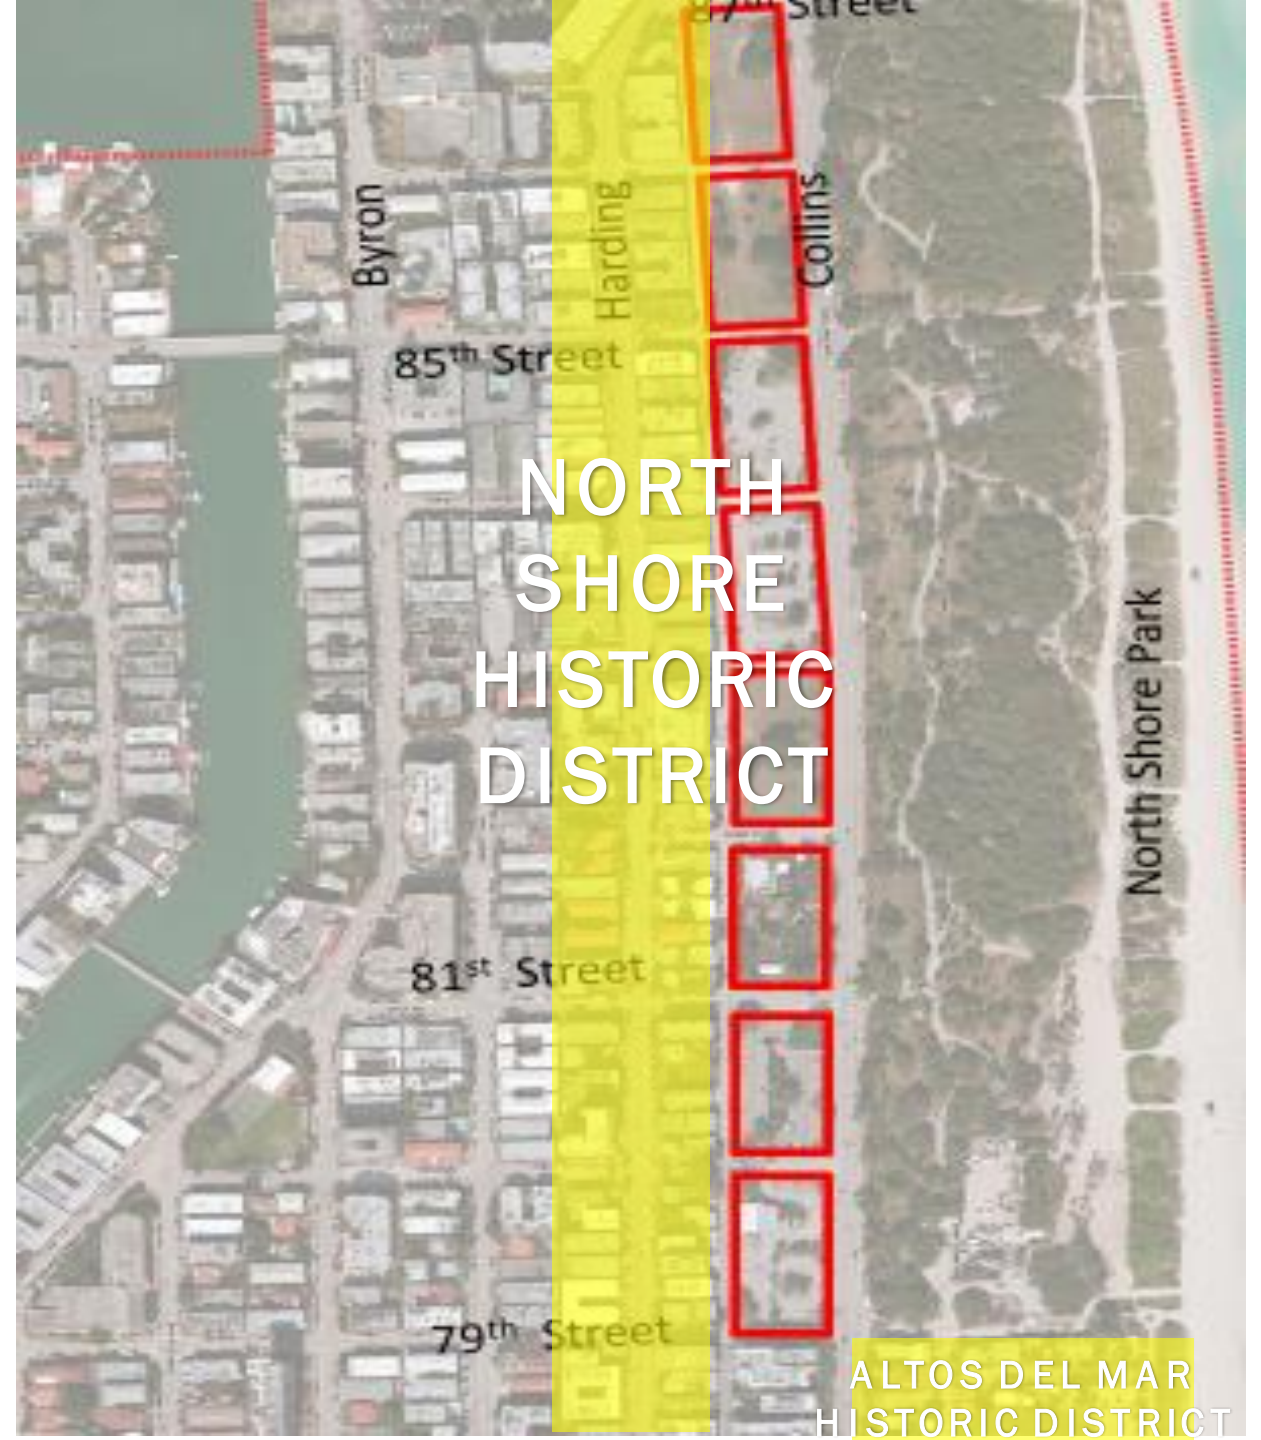 87th Street
Byron
Harding
Collins
85th Street
NORTH
SHORE
HISTORIC
DISTRICT
North Shore Park
81st Street
79th Street
ALTOS DEL MAR
HISTORIC DISTRICT